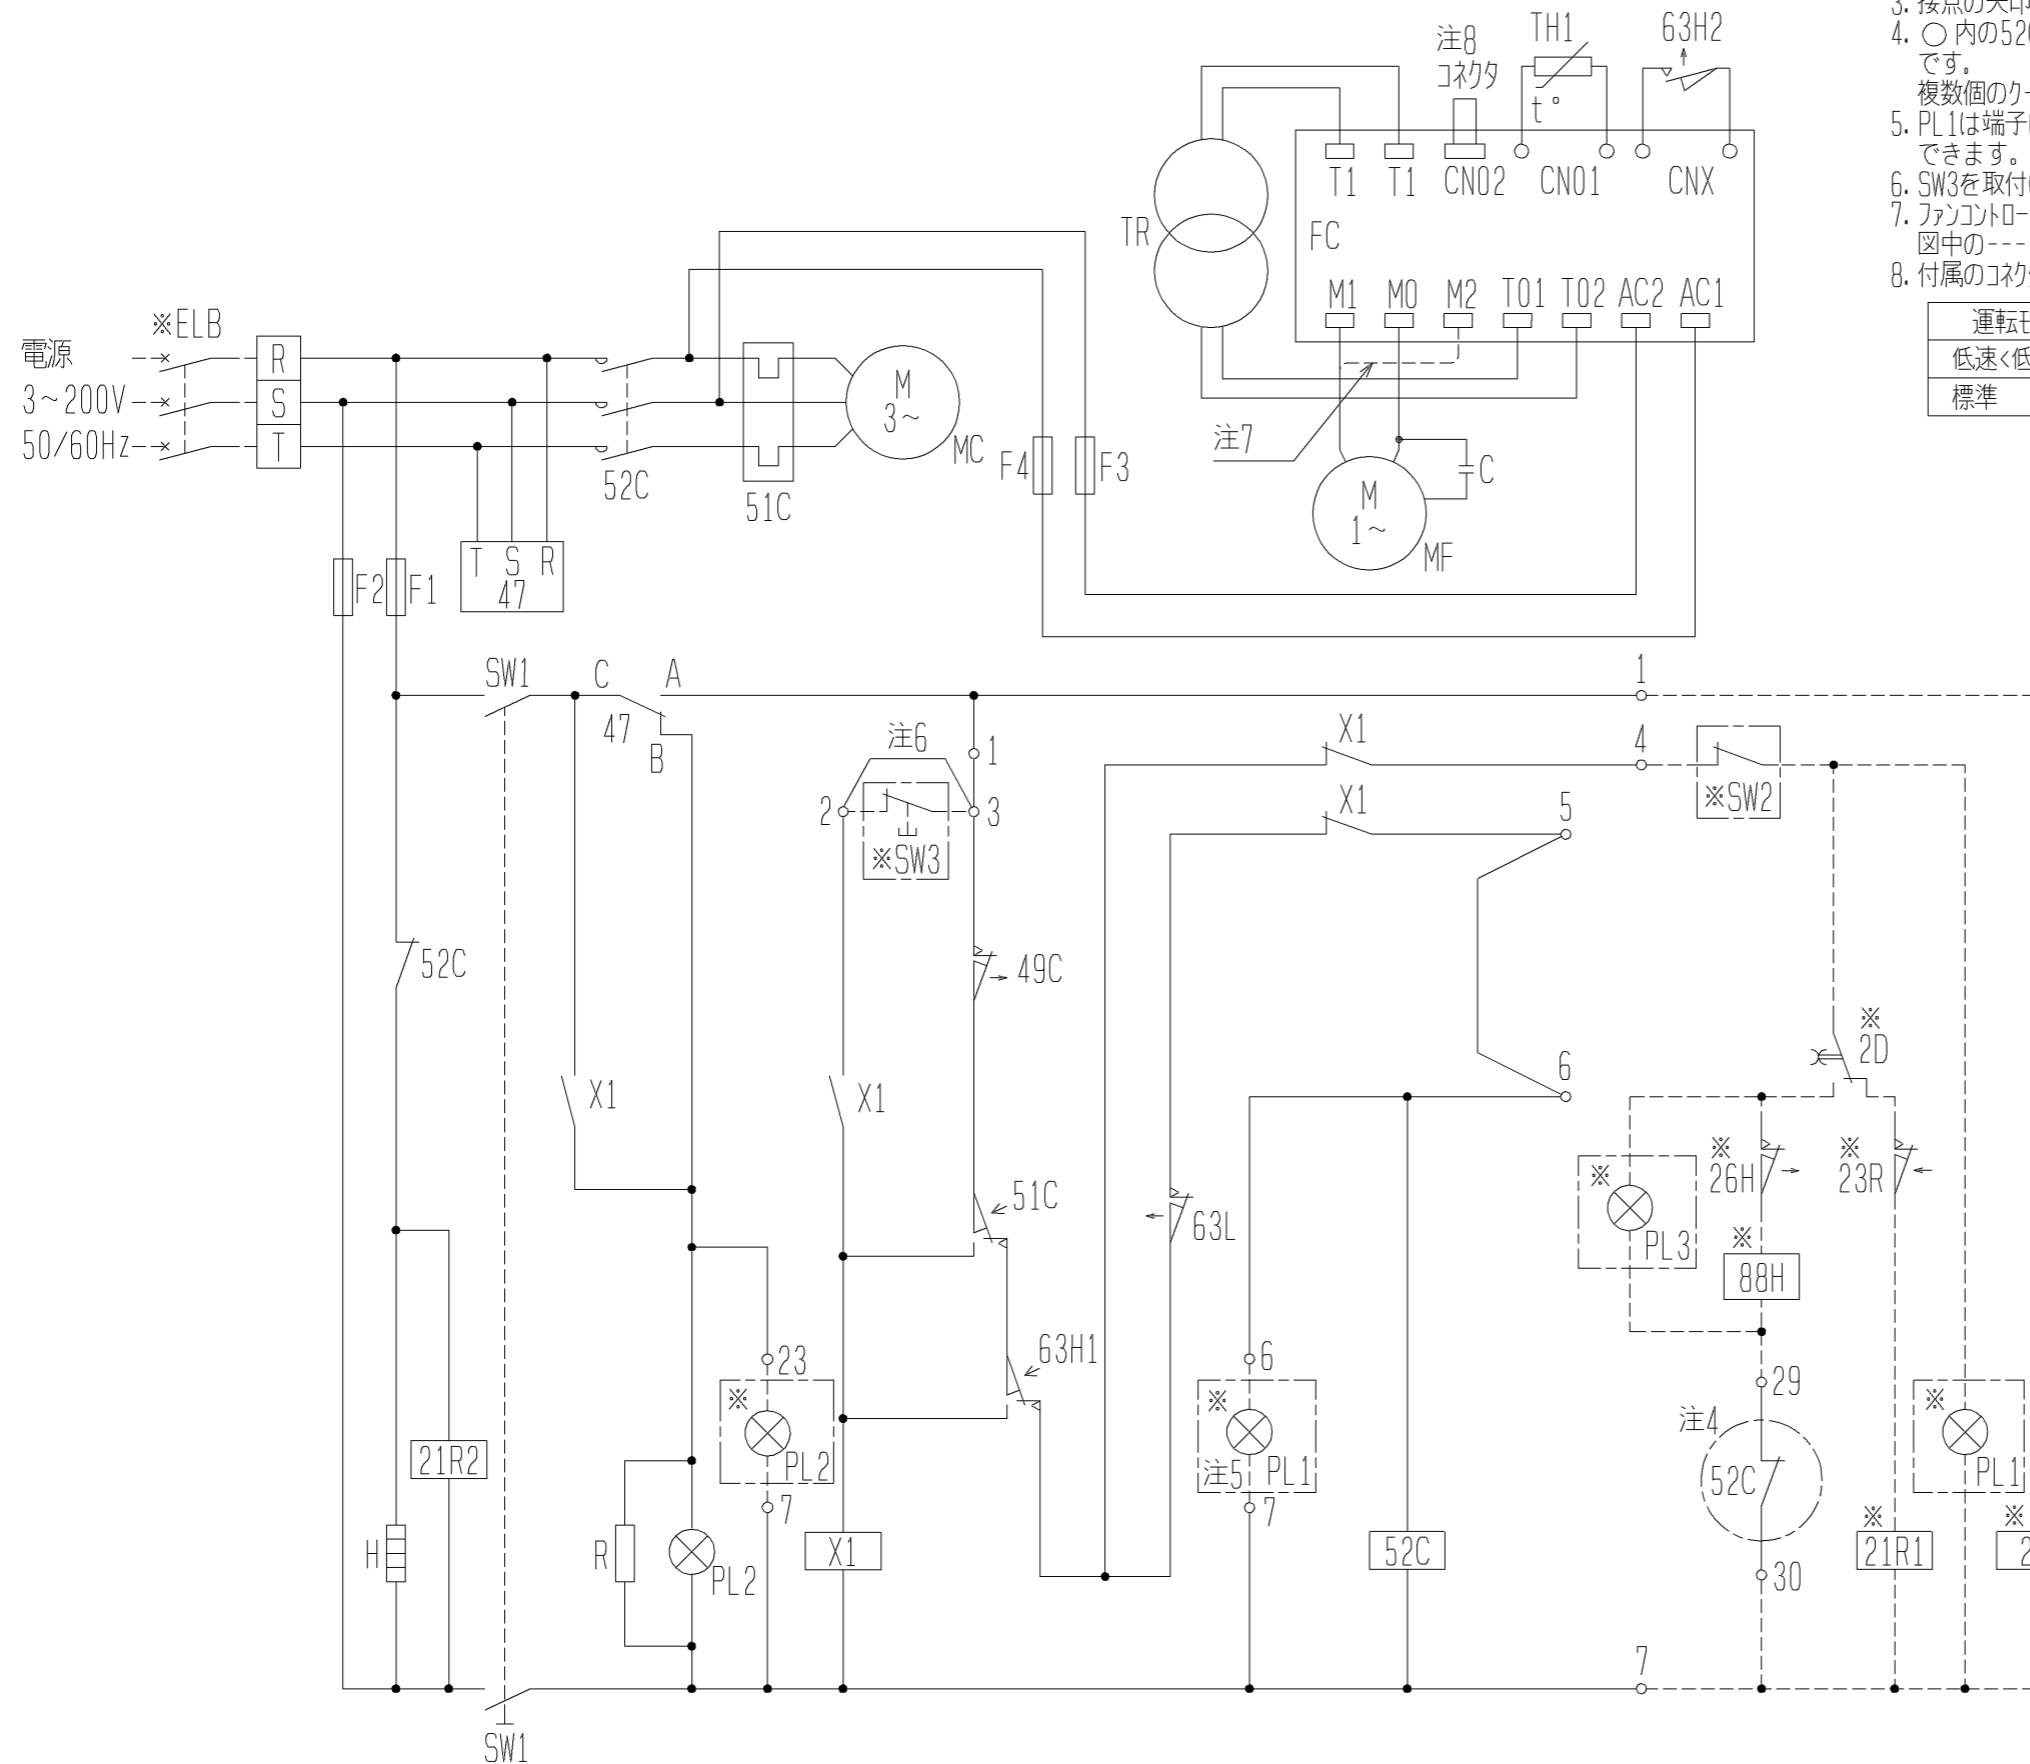 3. 接点の矢印
4. ○ 内の52C
です。
複数個のクー
5. PL1は端子
できます。
6. SW3を取付
7. ファンコントロー
図中の----
8. 付属のコネクタ
運転モ
低速<低
標準
注8
コネクタ
TH1
t°
63H2
T1 T1 CN02 CN01 CNX
TR
FC
M1 M0 M2 TO1 TO2 AC2 AC1
※ELB
電源
3~200V
50/60Hz
R
S
T
52C
51C
M
3~
MC
F4
F3
注7
C
M
1~
MF
F2
F1
T S R
47
SW1
C
A
47
B
1
注6
1
2
3
※SW3
X1
4
※SW2
X1
5
52C
49C
X1
X1
6
※
2D
51C
63L
※
26H
※
23R
※
PL3
※
88H
63H1
23
※
PL2
7
6
※
注5 PL1
7
29
注4
52C
30
※
PL1
21R2
H
R
PL2
X1
52C
※
21R1
※
2
7
SW1